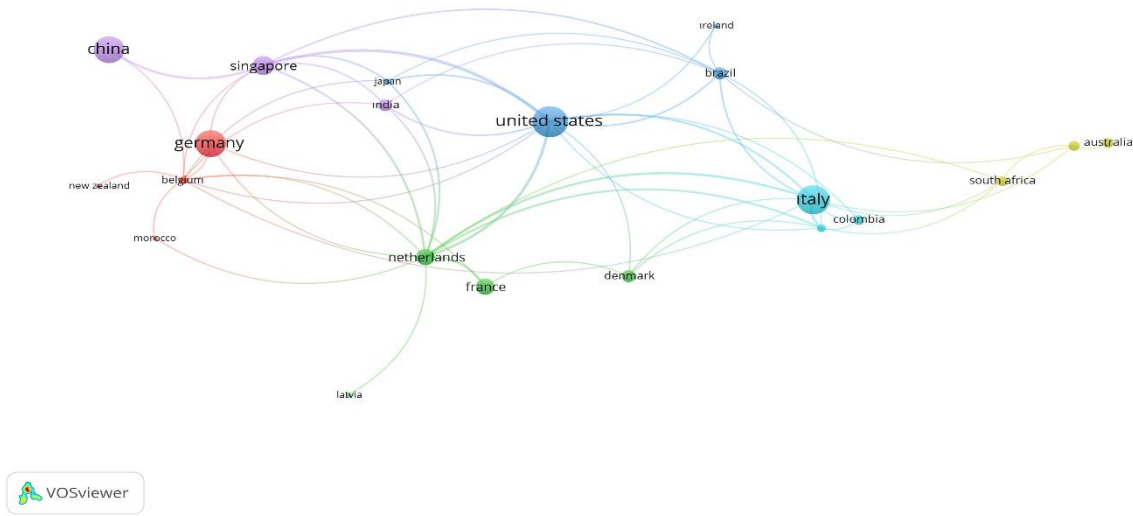 ireland
china
singapore
brazil
japan
india
united states
germany
australia
belgium
new zealand
south africa
italy
colombia
morocco
netherlands
denmark
france
latvia
VOSviewer